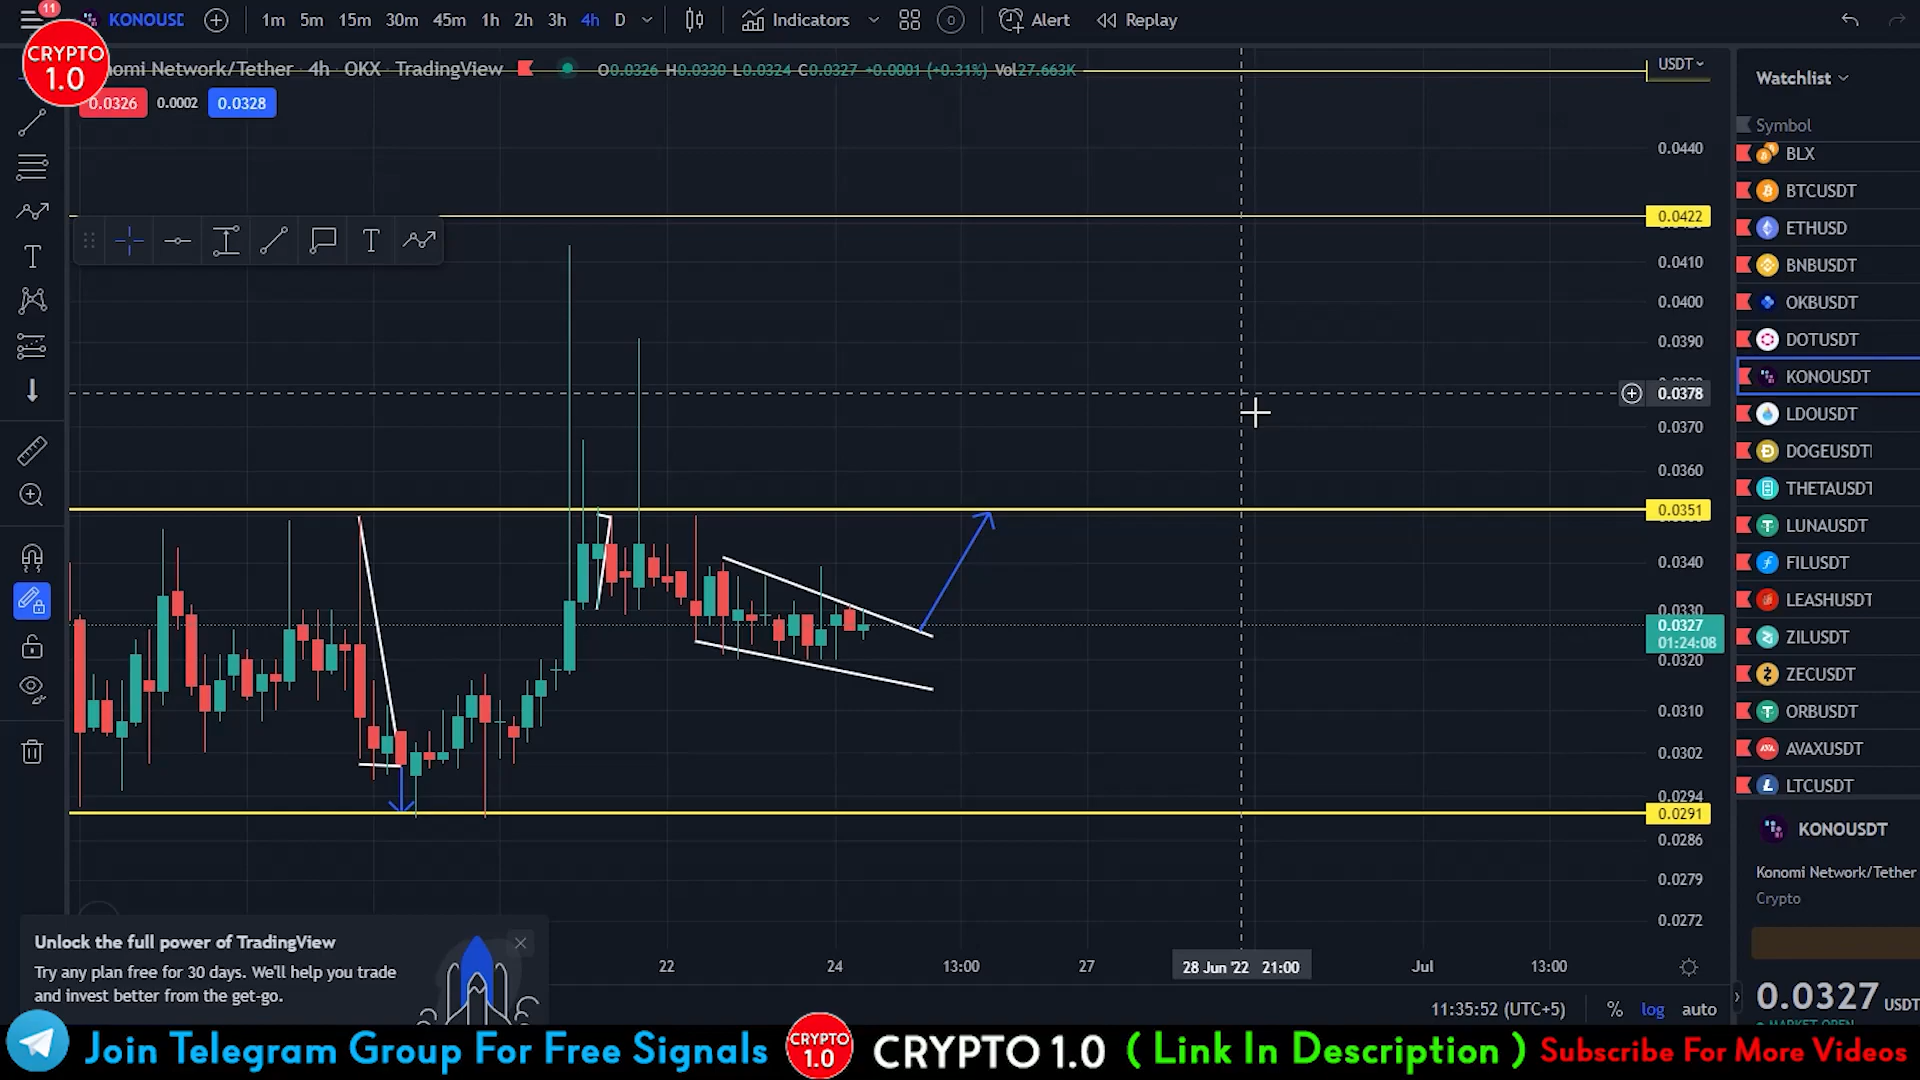 11
KONOUSD
1m 5m 15m 30m 45m 1h 2h 3h 4h D
Indicators
Alert
Replay
CRYPTO
1.0
nomi Network/Tether 4h OKX TradingView
O0.0326 H0.0330 L0.0324 C0.0327 +0.0001 (+0.31%) Vol27.663K
USDT
0.0326
0.0002
0.0328
Watchlist
Symbol
BLX
BTCUSDT
ETHUSD
BNBUSDT
OKBUSDT
DOTUSDT
KONOUSDT
LDOUSDT
DOGEUSDT
THETAUSDT
LUNAUSDT
FILUSDT
LEASHUSDT
ZILUSDT
ZECUSDT
ORBUSDT
AVAXUSDT
LTCUSDT
0.0440
0.0422
0.0410
0.0400
0.0390
0.0378
0.0370
0.0360
0.0351
0.0340
0.0330
0.0327
01:24:08
0.0320
0.0310
0.0302
0.0294
0.0291
0.0286
0.0279
0.0272
KONOUSDT
Konomi Network/Tether
Crypto
0.0327 USDT
MARKET OPEN
Unlock the full power of TradingView
Try any plan free for 30 days. We'll help you trade
and invest better from the get-go.
22
24
13:00
27
28 Jun '22 21:00
Jul
13:00
11:35:52 (UTC+5)
%
log
auto
Join Telegram Group For Free Signals
CRYPTO
1.0
CRYPTO 1.0
( Link In Description )
Subscribe For More Videos